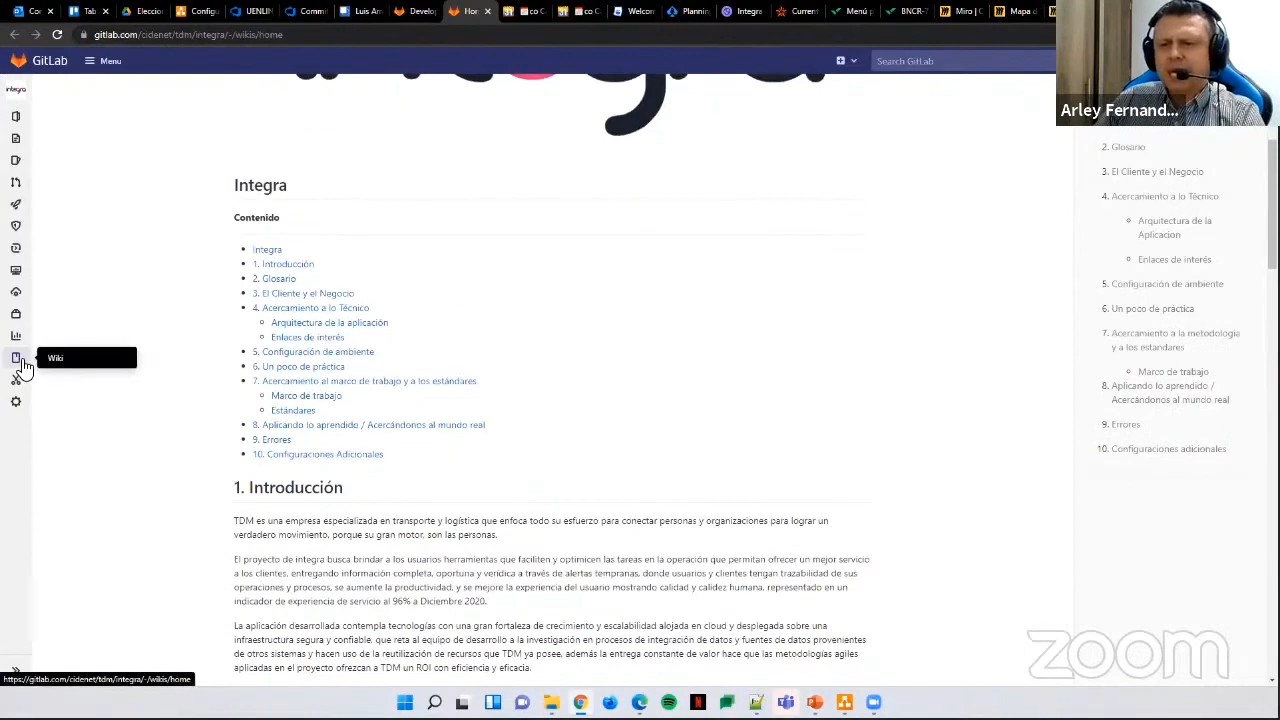 co C
co C
Welcom
Planning
Integra
Current
Menú p
BNCR-7
Miro | C
Mapa d
gitlab.com/cidenet/tdm/integra/-/wikis/home
GitLab
Menu
Search GitLab
Arley Fernand...
integra
Integra
Contenido
Integra
1. Introducción
2. Glosario
3. El Cliente y el Negocio
4. Acercamiento a lo Técnico
Arquitectura de la aplicación
Enlaces de interés
5. Configuración de ambiente
6. Un poco de práctica
7. Acercamiento al marco de trabajo y a los estándares
Marco de trabajo
Estándares
8. Aplicando lo aprendido / Acercándonos al mundo real
9. Errores
10. Configuraciones Adicionales
Wiki
1. Introducción
TDM es una empresa especializada en transporte y logística que enfoca todo su esfuerzo para conectar personas y organizaciones para lograr un
verdadero movimiento, porque su gran motor, son las personas.
El proyecto de integra busca brindar a los usuarios herramientas que faciliten y optimicen las tareas en la operación que permitan ofrecer un mejor servicio
a los clientes, entregando información completa, oportuna y verídica a través de alertas tempranas, donde usuarios y clientes tengan trazabilidad de sus
operaciones y procesos, se aumente la productividad, y se mejore la experiencia del usuario mostrando calidad y calidez humana, representado en un
indicador de experiencia de servicio al 96% a Diciembre 2020.
La aplicación desarrollada contempla tecnologías con una gran fortaleza de crecimiento y escalabilidad alojada en cloud y desplegada sobre una
infraestructura segura y confiable, que reta al equipo de desarrollo a la investigación en procesos de integración de datos y fuentes de datos provenientes
de otros sistemas y hacen uso de la reutilización de recursos que TDM ya posee, además la entrega constante de valor hace que las metodologías agiles
aplicadas en el proyecto ofrezcan a TDM un ROI con eficiencia y eficacia.
2. Glosario
3. El Cliente y el Negocio
4. Acercamiento a lo Técnico
Arquitectura de la
Aplicacion
Enlaces de interés
5. Configuración de ambiente
6. Un poco de práctica
7. Acercamiento a la metodologia
y a los estandares
Marco de trabajo
8. Aplicando lo aprendido /
Acercándonos al mundo real
9. Errores
10. Configuraciones adicionales
zoom
https://gitlab.com/cidenet/tdm/integra/-/wikis/home